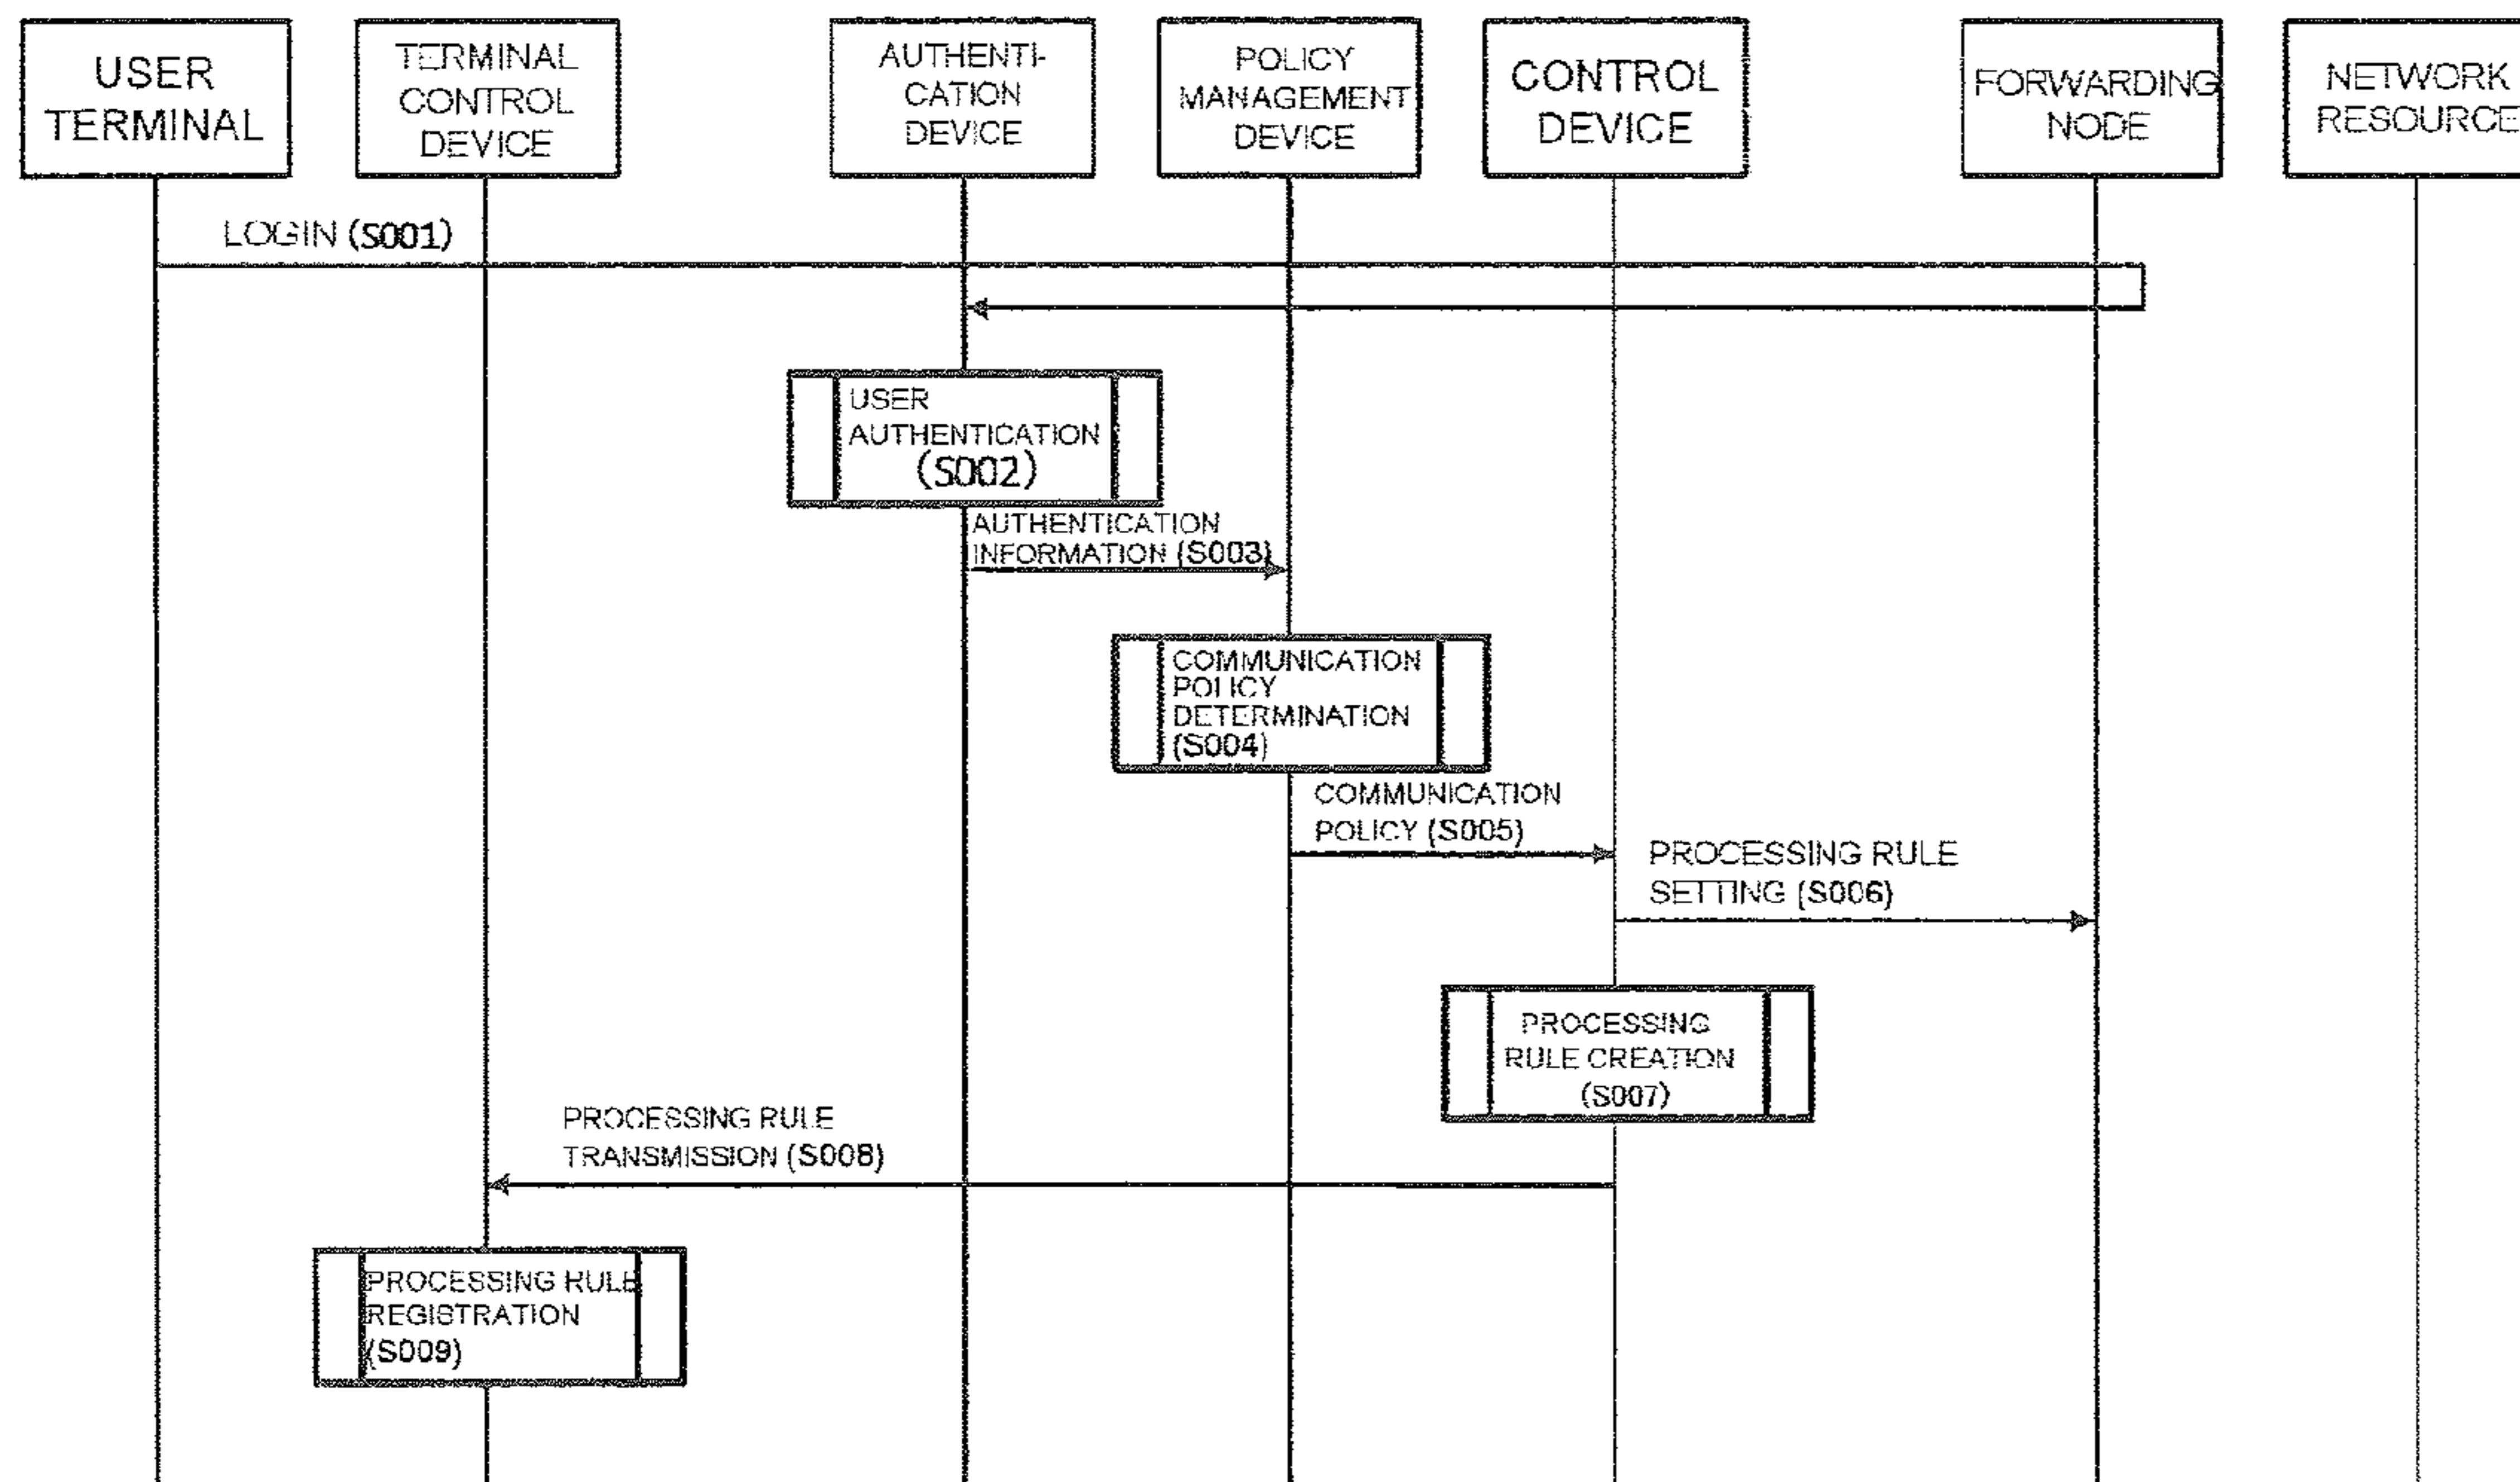 USER
TERMINAL
TERMINAL
CONTROL
DEVICE
AUTHENTI-
CATION
DEVICE
POLICY
MANAGEMENT
DEVICE
CONTROL
DEVICE
FORWARDING
NODE
NETWORK
RESOURCE
LOGIN (S001)
USER
AUTHENTICATION
(S002)
AUTHENTICATION
INFORMATION (S003)
COMMUNICATION
POLICY
DETERMINATION
(S004)
COMMUNICATION
POLICY (S005)
PROCESSING RULE
SETTING (S006)
PROCESSING
RULE CREATION
(S007)
PROCESSING RULE
TRANSMISSION (S008)
PROCESSING RULE
REGISTRATION
(S009)